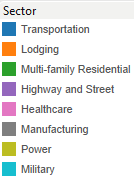 Sector
Transportation
Lodging
Multi-family Residential
Highway and Street
Healthcare
Manufacturing
Power
Military